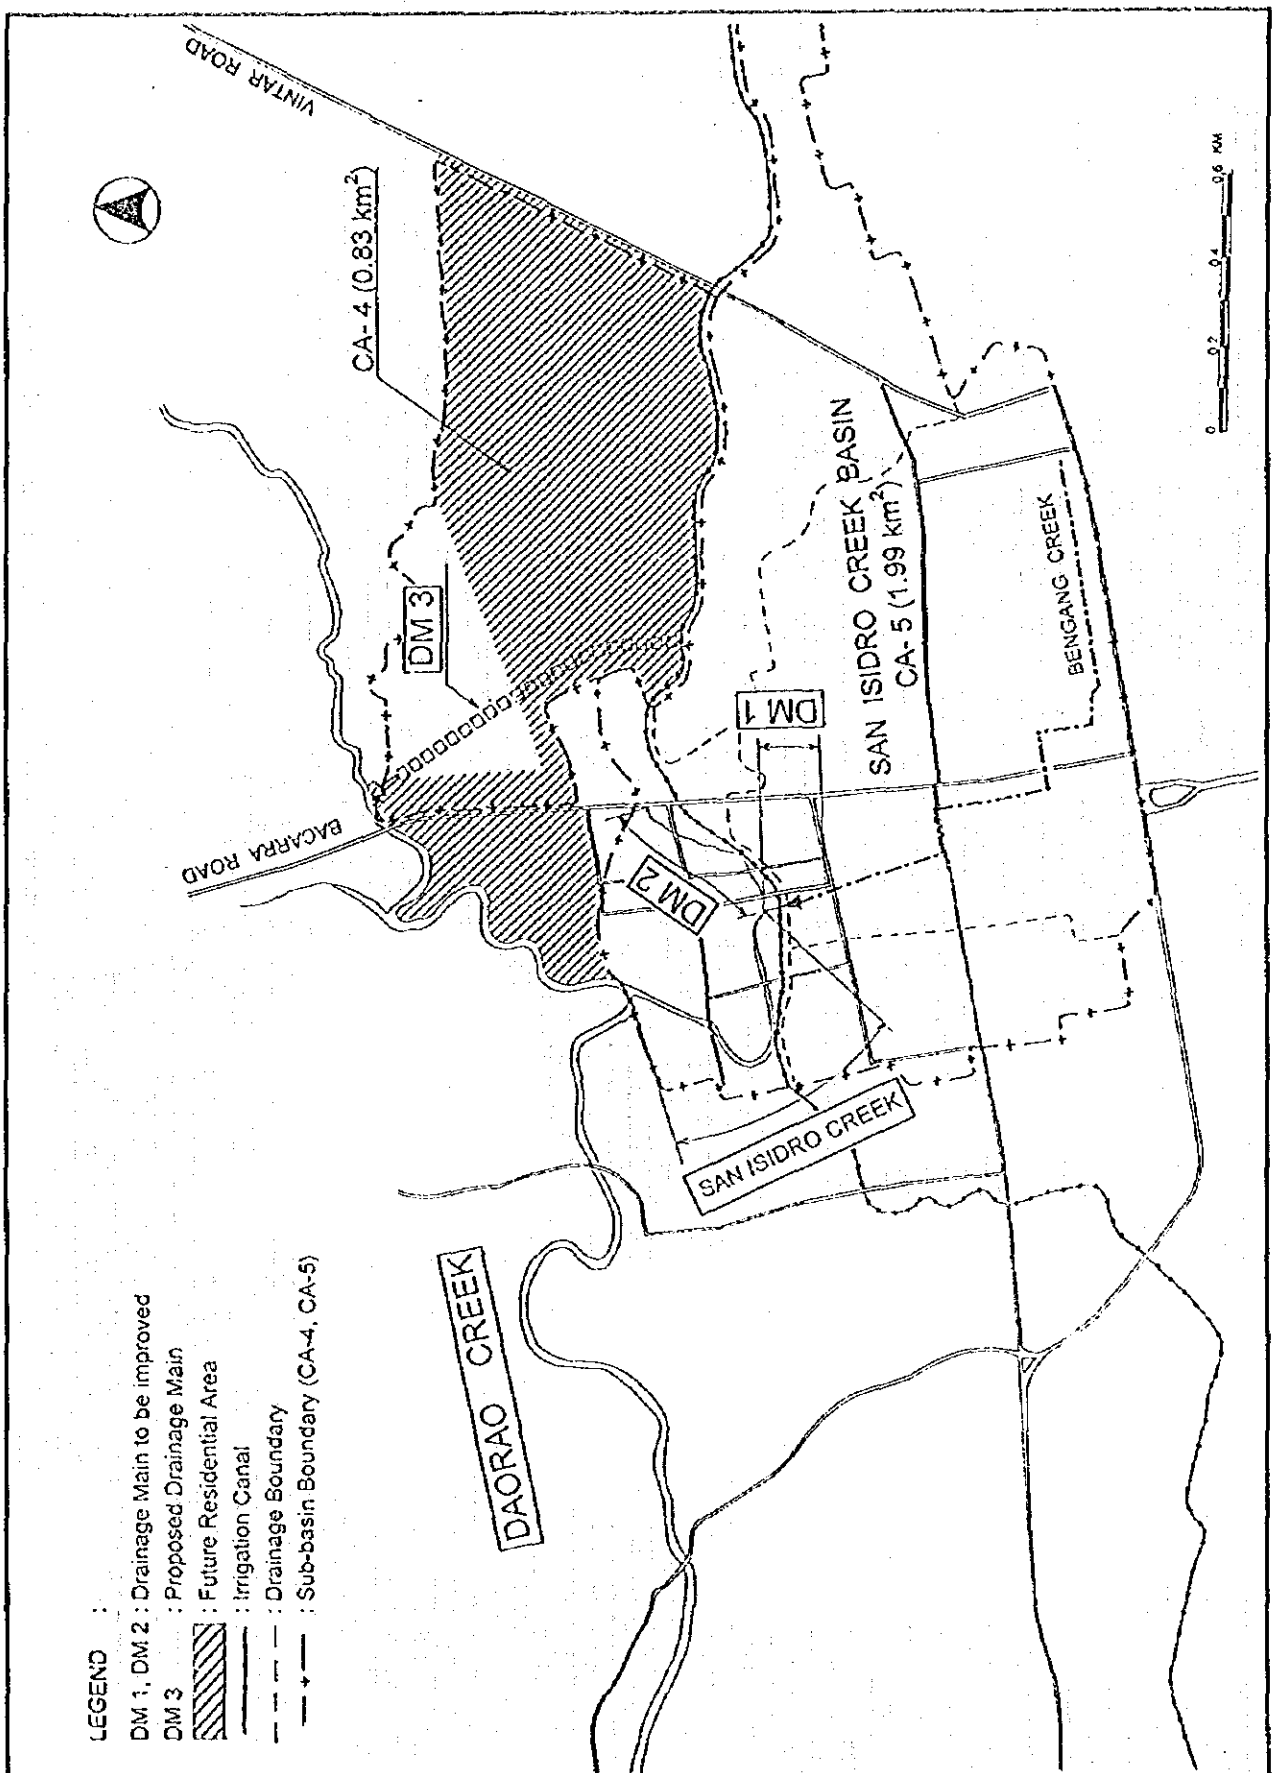 LEGEND :
DM 1, DM 2 : Drainage Main to be improved
DM 3 : Proposed Drainage Main
: Future Residential Area
: Irrigation Canal
: Drainage Boundary
: Sub-basin Boundary (CA-4, CA-5)
DAORAO CREEK
BACARRA ROAD
VINTAR ROAD
CA-4 (0.83 km²)
DM 3
DM 2
DM 1
SAN ISIDRO CREEK
SAN ISIDRO CREEK BASIN
CA-5 (1.99 km²)
BENGANG CREEK
0 0.2 0.4 0.6 KM